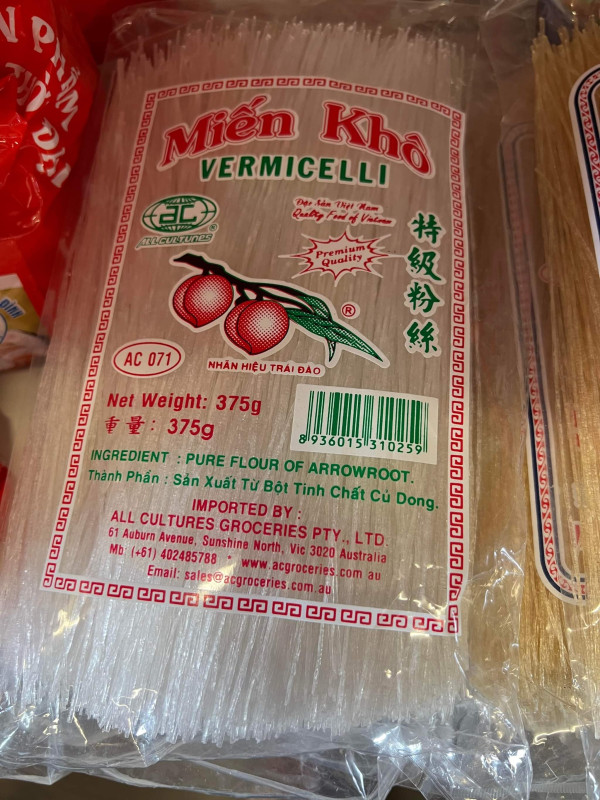 N PHẨM
Miến Khô
VERMICELLI
aC
®
ALL CULTURES
Đặc Sản Việt Nam
Quality Food of Vietnam
Premium
Quality
特級粉絲
®
NHÃN HIỆU TRÁI ĐÀO
AC 071
Net Weight: 375g
重量: 375g
8 936015 310259
INGREDIENT : PURE FLOUR OF ARROWROOT.
Thành Phần : Sản Xuất Từ Bột Tinh Chất Củ Dong.
IMPORTED BY :
ALL CULTURES GROCERIES PTY., LTD.
61 Auburn Avenue, Sunshine North, Vic 3020 Australia
Mb: (+61) 402485788 * www.acgroceries.com au
Email: sales@acgroceries.com.au